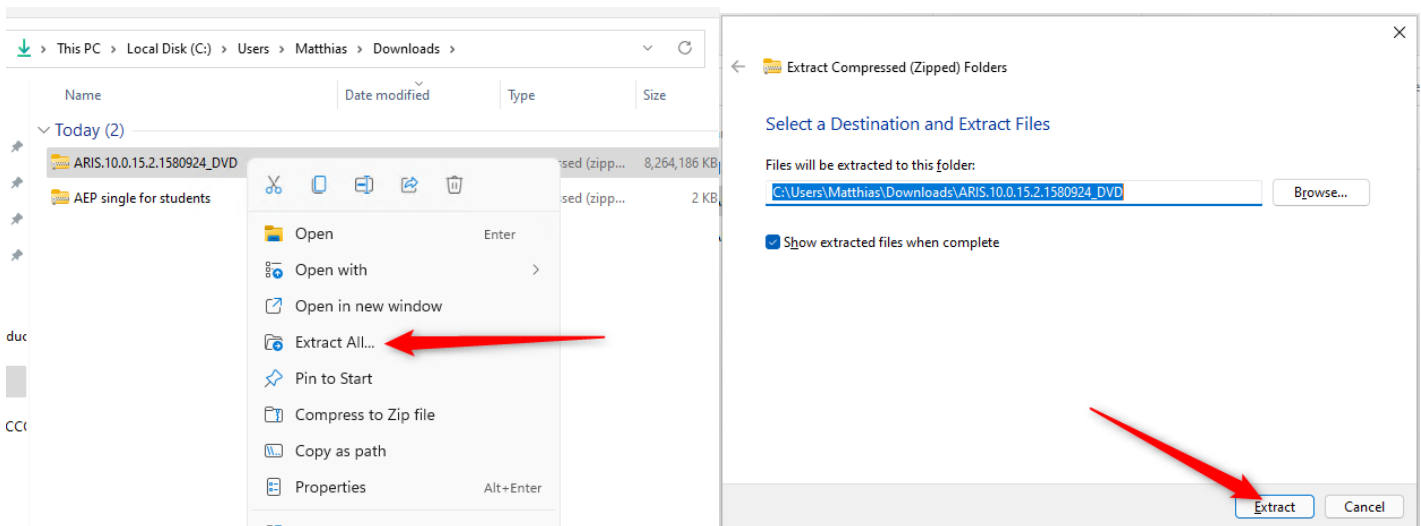 This PC > Local Disk (C:) > Users > Matthias > Downloads >
Name Date modified Type Size
Today (2)
ARIS.10.0.15.2.1580924_DVD ssed (zipp... 8,264,186 KB
AEP single for students ssed (zipp... 2 KB
Open Enter
Open with
Open in new window
Extract All...
Pin to Start
Compress to Zip file
Copy as path
Properties Alt+Enter
Extract Compressed (Zipped) Folders
Select a Destination and Extract Files
Files will be extracted to this folder:
C:\Users\Matthias\Downloads\ARIS.10.0.15.2.1580924_DVD
Browse...
Show extracted files when complete
Extract Cancel